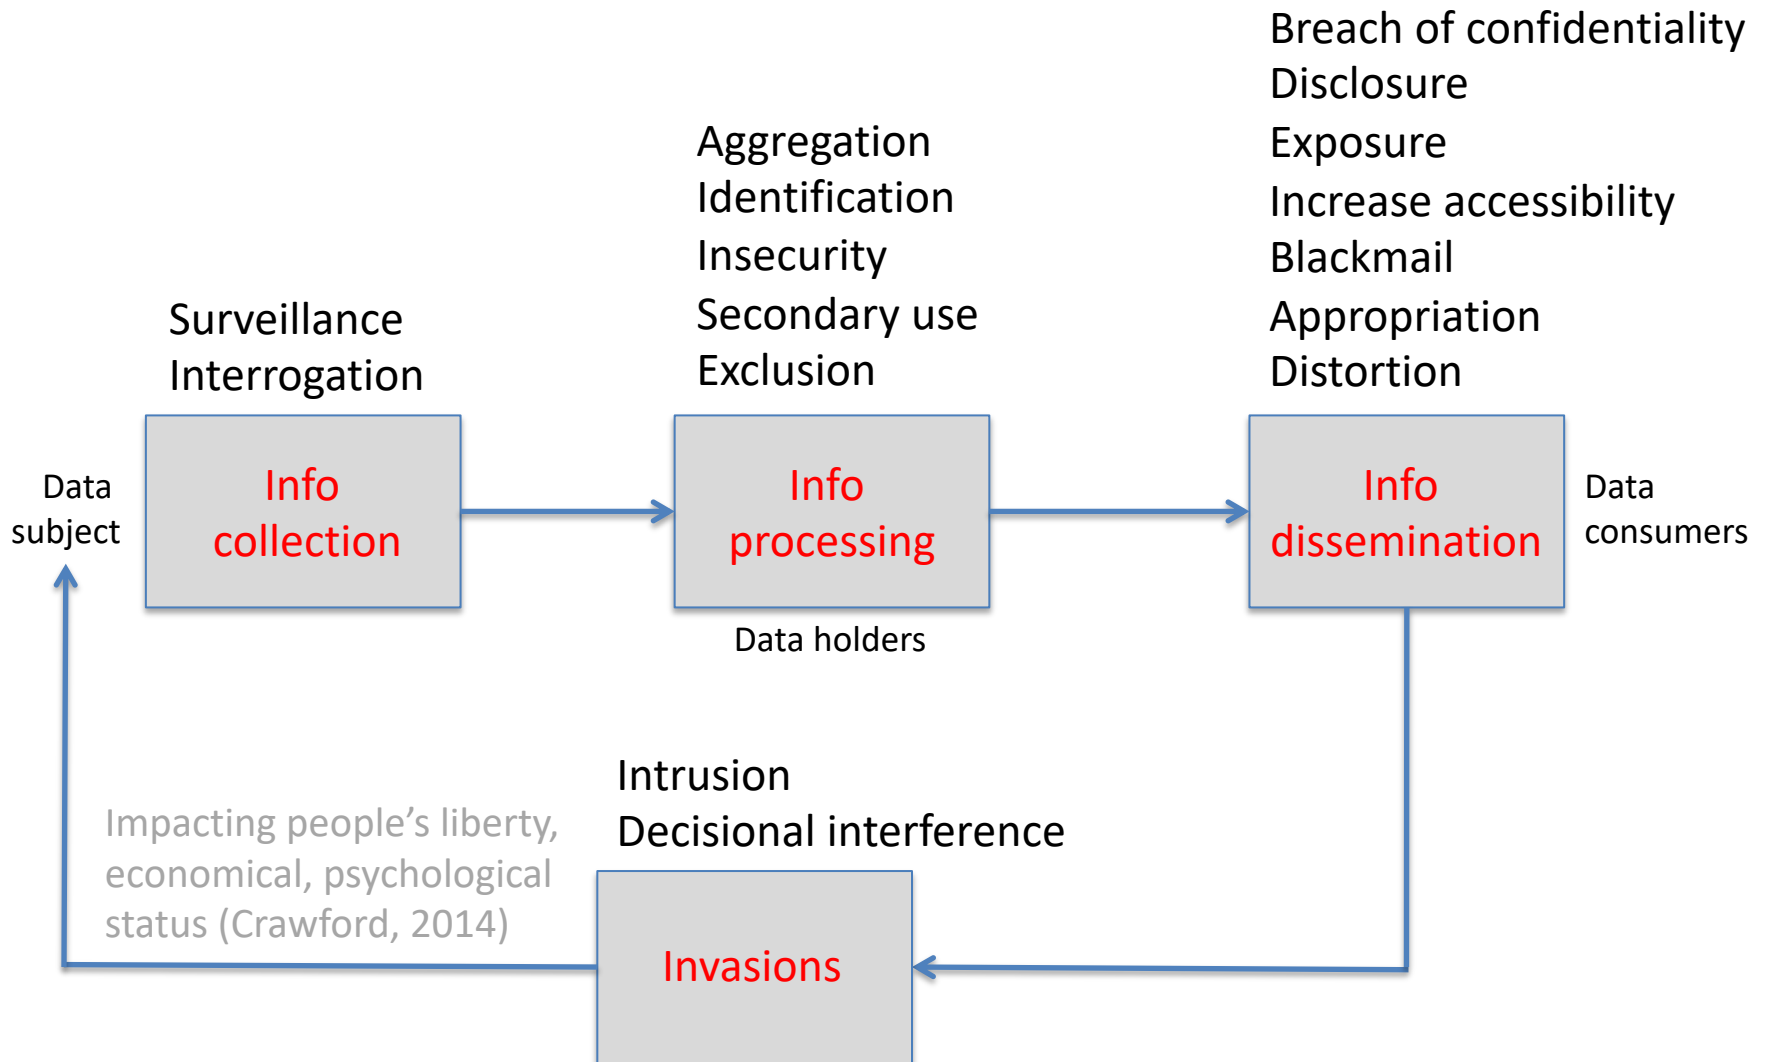 Breach of confidentiality
Disclosure
Exposure
Increase accessibility
Blackmail
Appropriation
Distortion
Aggregation
Identification
Insecurity
Secondary use
Exclusion
Surveillance
Interrogation
Data
subject
Info
collection
Info
processing
Data holders
Info
dissemination
Data
consumers
Intrusion
Decisional interference
Invasions
Impacting people’s liberty,
economical, psychological
status (Crawford, 2014)